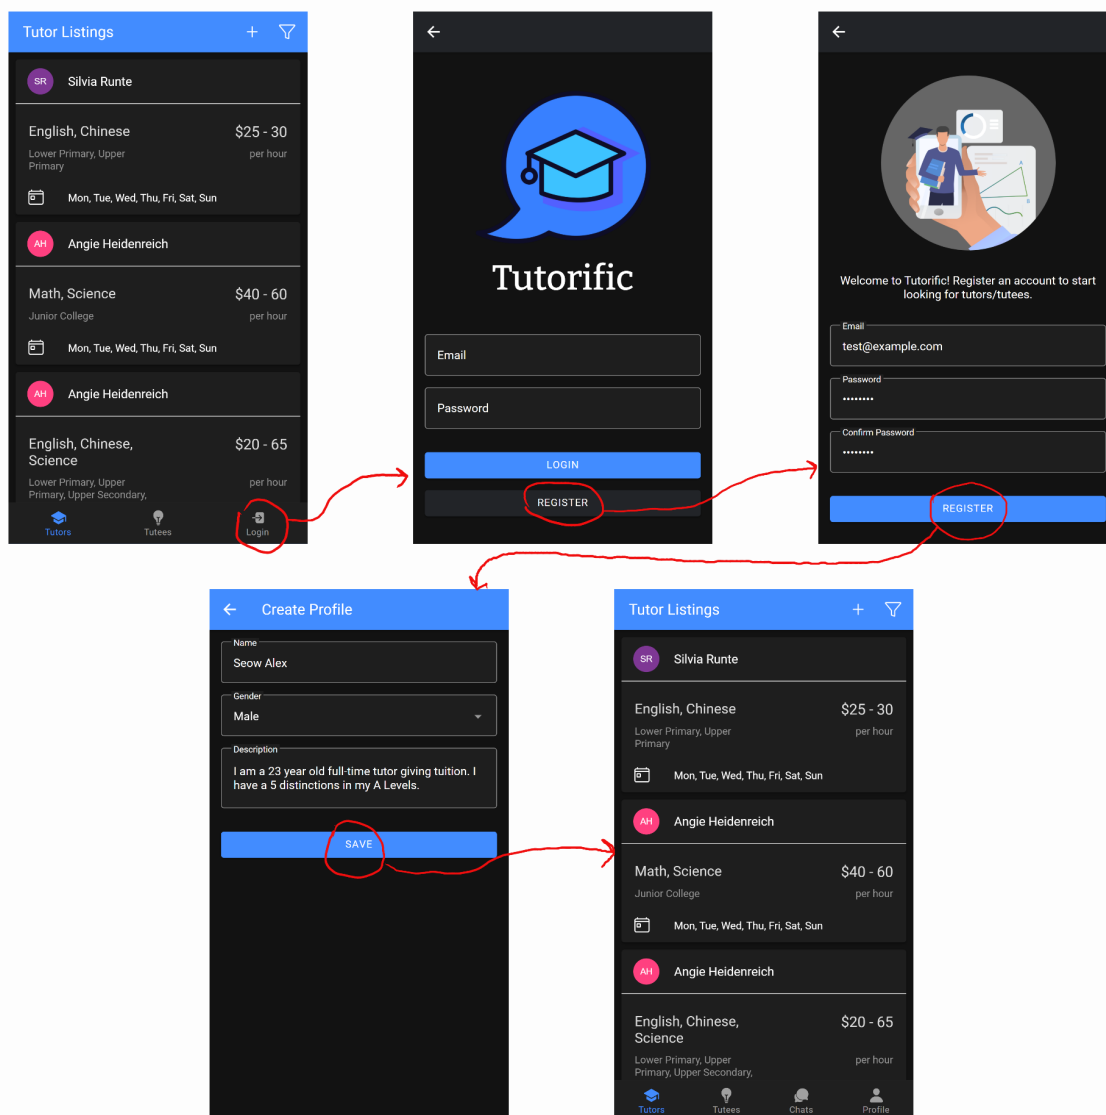 Tutor Listings
SR Silvia Runte
English, Chinese $25 - 30
Lower Primary, Upper per hour
Primary
Mon, Tue, Wed, Thu, Fri, Sat, Sun
AH Angie Heidenreich
Math, Science $40 - 60
Junior College per hour
Mon, Tue, Wed, Thu, Fri, Sat, Sun
AH Angie Heidenreich
English, Chinese, $20 - 65
Science
Lower Primary, Upper per hour
Primary, Upper Secondary,
Tutors Tutees Login
Tutorific
Email
Password
LOGIN
REGISTER
A
B
Welcome to Tutorific! Register an account to start
looking for tutors/tutees.
Email
test@example.com
Password
••••••••
Confirm Password
••••••••
REGISTER
Create Profile
Name
Seow Alex
Gender
Male
Description
I am a 23 year old full-time tutor giving tuition. I
have a 5 distinctions in my A Levels.
SAVE
Tutor Listings
SR Silvia Runte
English, Chinese $25 - 30
Lower Primary, Upper per hour
Primary
Mon, Tue, Wed, Thu, Fri, Sat, Sun
AH Angie Heidenreich
Math, Science $40 - 60
Junior College per hour
Mon, Tue, Wed, Thu, Fri, Sat, Sun
AH Angie Heidenreich
English, Chinese, $20 - 65
Science
Lower Primary, Upper per hour
Primary, Upper Secondary,
Tutors Tutees Chats Profile